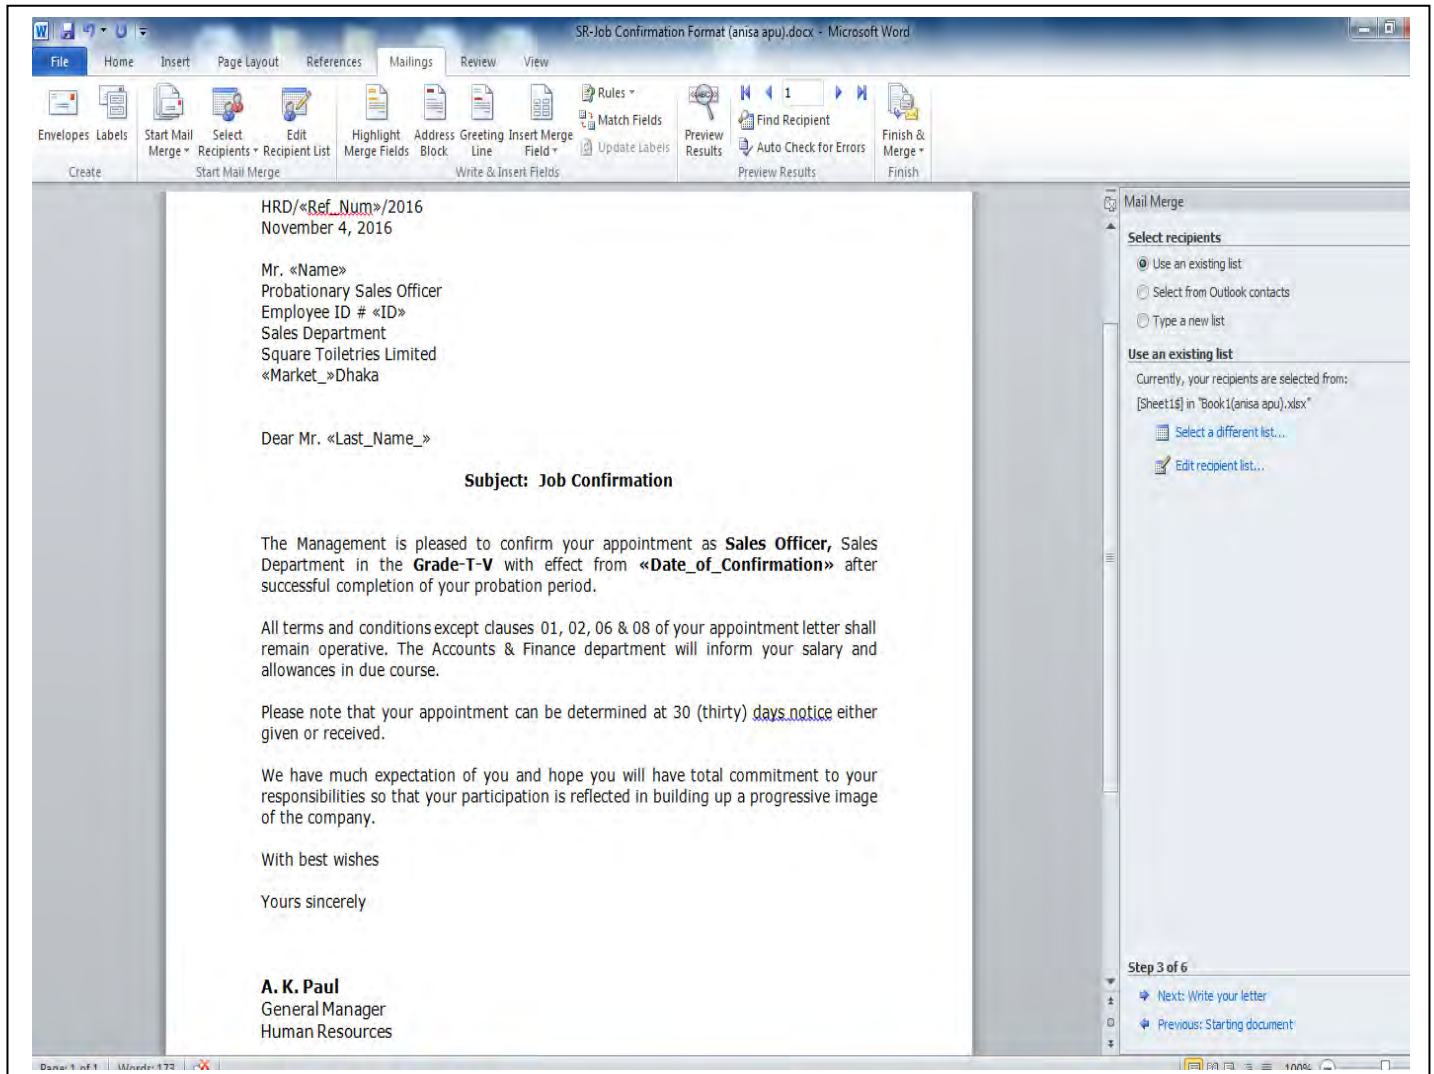 SR-Job Confirmation Format (anisa apu).docx - Microsoft Word
File Home Insert Page Layout References Mailings Review View
Envelopes Labels Start Mail Merge Select Recipients Edit Recipient List Highlight Merge Fields Address Block Greeting Line Insert Merge Field Rules Match Fields Update Labels Preview Results 1 Find Recipient Auto Check for Errors Finish & Merge
Create Start Mail Merge Write & Insert Fields Preview Results Finish
HRD/«Ref_Num»/2016
November 4, 2016
Mr. «Name»
Probationary Sales Officer
Employee ID # «ID»
Sales Department
Square Toiletries Limited
«Market_»Dhaka
Dear Mr. «Last_Name_»
Subject: Job Confirmation
The Management is pleased to confirm your appointment as Sales Officer, Sales
Department in the Grade-T-V with effect from «Date_of_Confirmation» after
successful completion of your probation period.
All terms and conditions except clauses 01, 02, 06 & 08 of your appointment letter shall
remain operative. The Accounts & Finance department will inform your salary and
allowances in due course.
Please note that your appointment can be determined at 30 (thirty) days notice either
given or received.
We have much expectation of you and hope you will have total commitment to your
responsibilities so that your participation is reflected in building up a progressive image
of the company.
With best wishes
Yours sincerely
A. K. Paul
General Manager
Human Resources
Mail Merge
Select recipients
Use an existing list
Select from Outlook contacts
Type a new list
Use an existing list
Currently, your recipients are selected from:
[Sheet1$] in "Book1(anisa apu).xlsx"
Select a different list...
Edit recipient list...
Step 3 of 6
Next: Write your letter
Previous: Starting document
Page: 1 of 1 Words: 173 100%